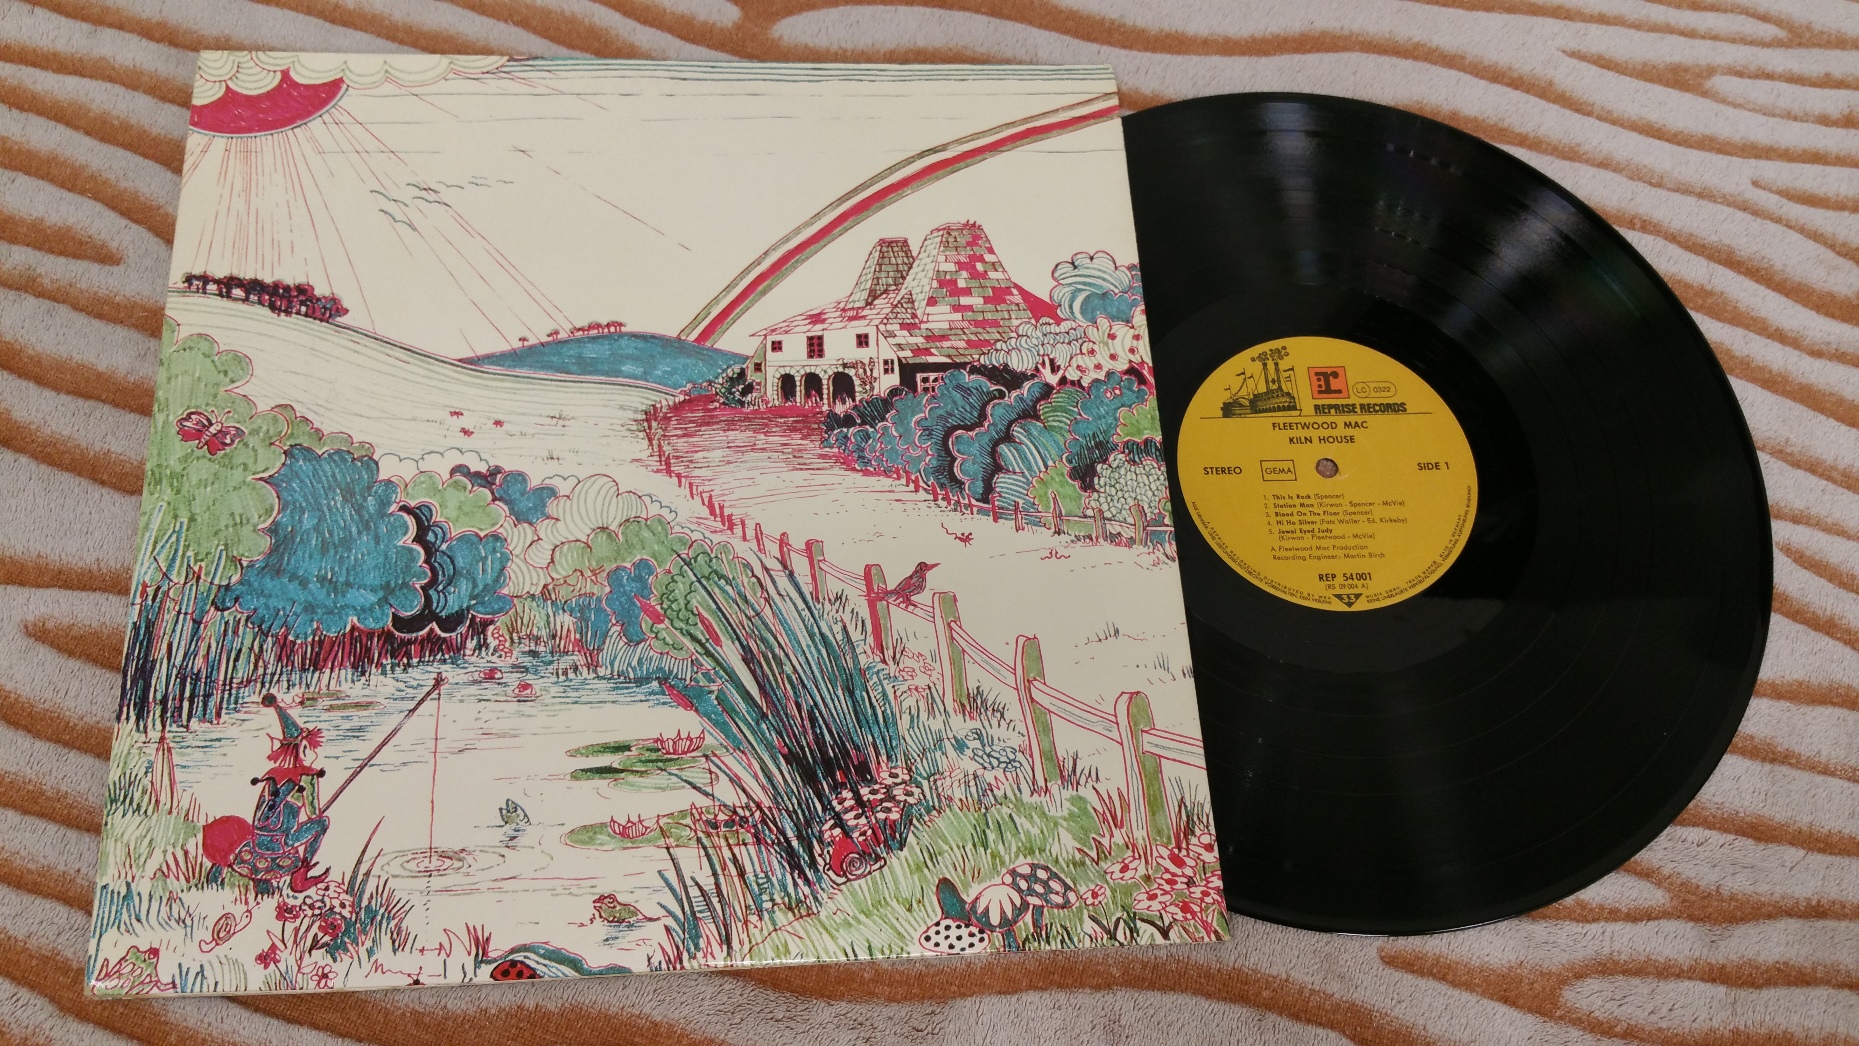 r
LC 0322
REPRISE RECORDS
FLEETWOOD MAC
KILN HOUSE
STEREO GEMA SIDE 1
1. This Is Rock (Spencer)
2. Station Man (Kirwan - Spencer - McVie)
3. Blood On The Floor (Spencer)
4. Hi Ho Silver (Fats Waller - Ed. Kirkeby)
5. Jewel Eyed Judy
(Kirwan - Fleetwood - McVie)
A Fleetwood Mac Production
Recording Engineer: Martin Birch
REP 54 001
(RS 09 004 A)
33